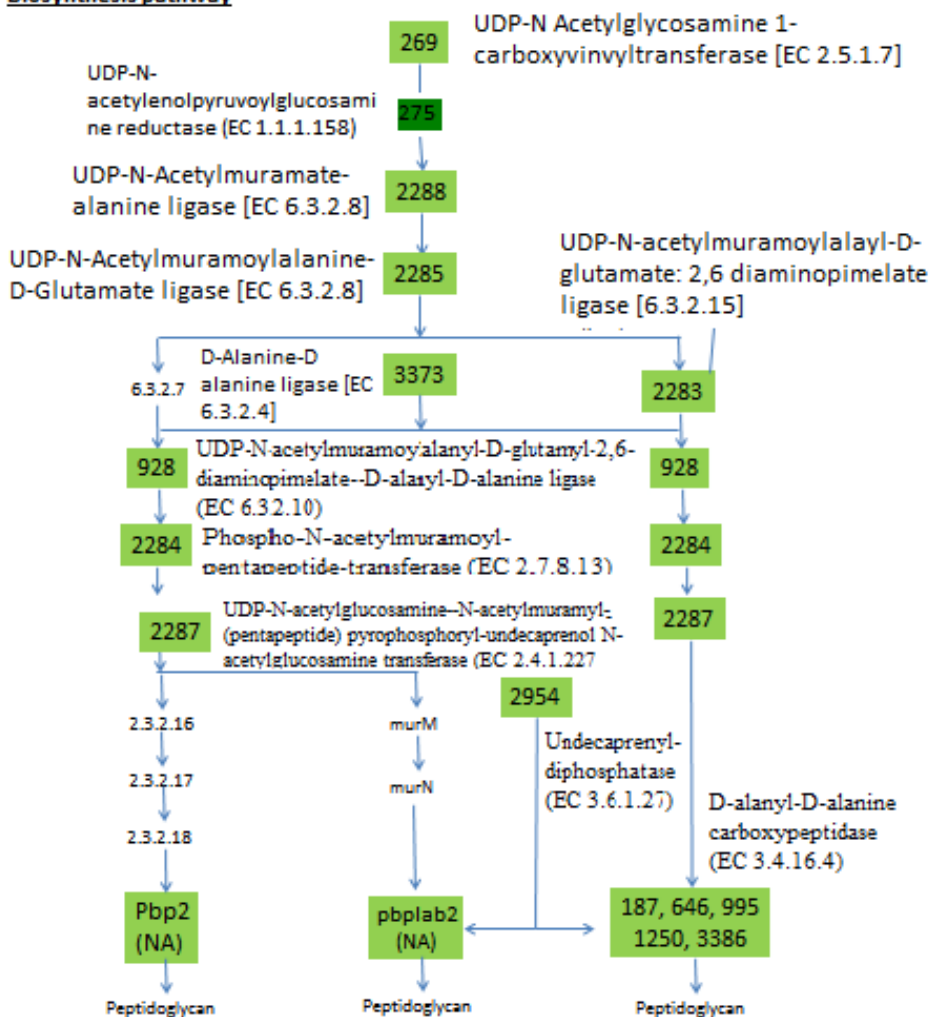 Biosynthesis pathway
269
UDP-N Acetylglycosamine 1-
carboxyvinvyltransferase [EC 2.5.1.7]
UDP-N-
acetylenolpyruvoylglucosami
ne reductase (EC 1.1.1.158)
275
UDP-N-Acetylmuramate-
alanine ligase [EC 6.3.2.8]
2288
UDP-N-Acetylmuramoylalanine-
D-Glutamate ligase [EC 6.3.2.8]
2285
UDP-N-acetylmuramoylalayl-D-
glutamate: 2,6 diaminopimelate
ligase [6.3.2.15]
6.3.2.7
D-Alanine-D
alanine ligase [EC
6.3.2.4]
3373
2283
928
UDP-N-acetylmuramoylalanyl-D-glutamyl-2,6-
diaminopimelate--D-alanyl-D-alanine ligase
(EC 6.3.2.10)
928
2284
Phospho-N-acetylmuramoyl-
pentapeptide-transferase (EC 2.7.8.13)
2284
2287
UDP-N-acetylglucosamine--N-acetylmuramyl-
(pentapeptide) pyrophosphoryl-undecaprenol N-
acetylglucosamine transferase (EC 2.4.1.227
2287
2954
2.3.2.16
murM
Undecaprenyl-
diphosphatase
(EC 3.6.1.27)
2.3.2.17
murN
D-alanyl-D-alanine
carboxypeptidase
(EC 3.4.16.4)
2.3.2.18
Pbp2
(NA)
pbplab2
(NA)
187, 646, 995
1250, 3386
Peptidoglycan
Peptidoglycan
Peptidoglycan